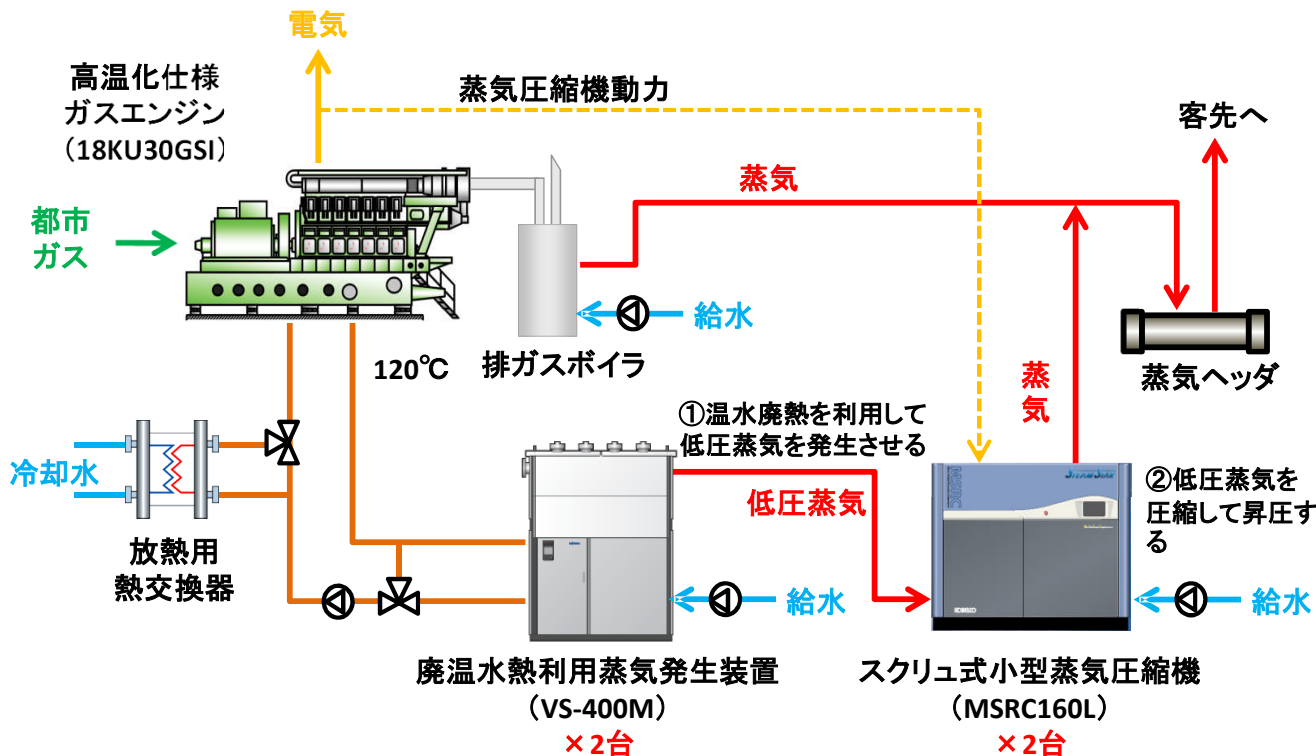 電気
高温化仕様
ガスエンジン
（18KU30GSI）
蒸気圧縮機動力
客先へ
蒸気
都市
ガス
給水
120℃
排ガスボイラ
蒸気ヘッダ
蒸
気
①温水廃熱を利用して
低圧蒸気を発生させる
冷却水
低圧蒸気
MSRC
STEAMSTAR
②低圧蒸気を
圧縮して昇圧す
る
放熱用
熱交換器
給水
KOBELCO
給水
廃温水熱利用蒸気発生装置
（VS-400M）
×2台
スクリュ式小型蒸気圧縮機
（MSRC160L）
×2台